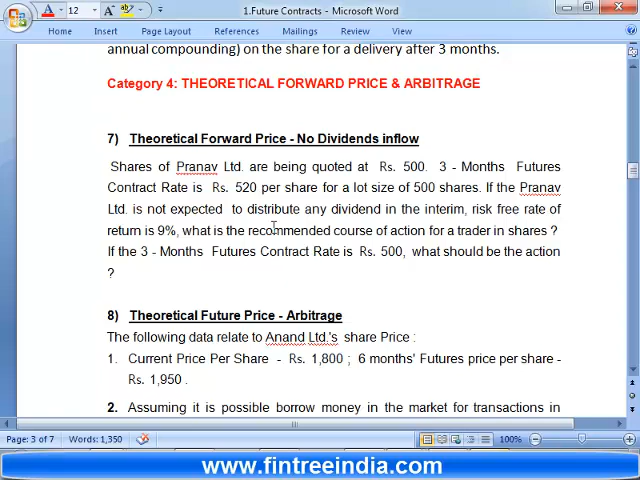 1.Future Contracts - Microsoft Word
A 12 A ab
Home Insert Page Layout References Mailings Review View
annual compounding) on the share for a delivery after 3 months.
Category 4: THEORETICAL FORWARD PRICE & ARBITRAGE
7) Theoretical Forward Price - No Dividends inflow
Shares of Pranav Ltd. are being quoted at Rs. 500. 3 - Months Futures
Contract Rate is Rs. 520 per share for a lot size of 500 shares. If the Pranav
Ltd. is not expected to distribute any dividend in the interim, risk free rate of
return is 9%, what is the recommended course of action for a trader in shares ?
If the 3 - Months Futures Contract Rate is Rs. 500, what should be the action
?
8) Theoretical Future Price - Arbitrage
The following data relate to Anand Ltd.'s share Price :
1. Current Price Per Share - Rs. 1,800 ; 6 months' Futures price per share -
Rs. 1,950 .
2. Assuming it is possible borrow money in the market for transactions in
Page: 3 of 7 Words: 1,350 100%
www.fintreeindia.com